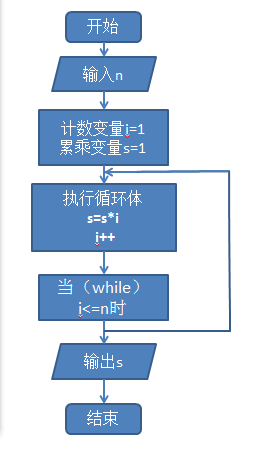 开始
输入n
计数变量i=1
累乘变量s=1
执行循环体
s=s*i
i++
当（while）
i<=n时
输出s
结束